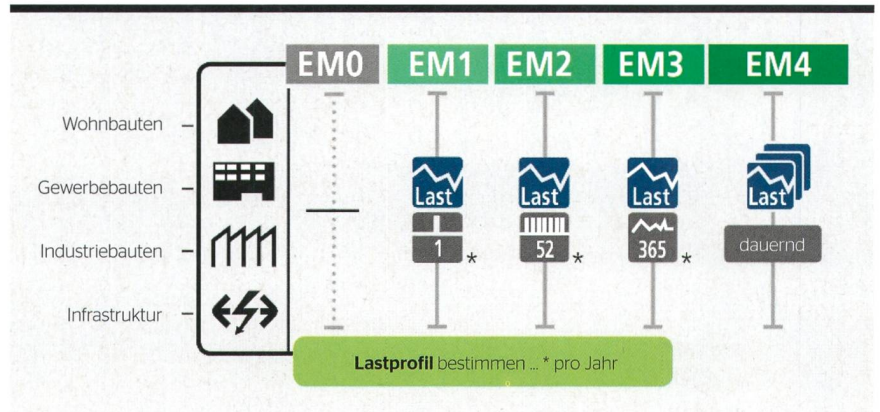 EM0 EM1 EM2 EM3 EM4
Wohnbauten
Gewerbebauten
Last Last Last Last
Industriebauten
1 * 52 * 365 * dauernd
Infrastruktur
Lastprofil bestimmen ... * pro Jahr